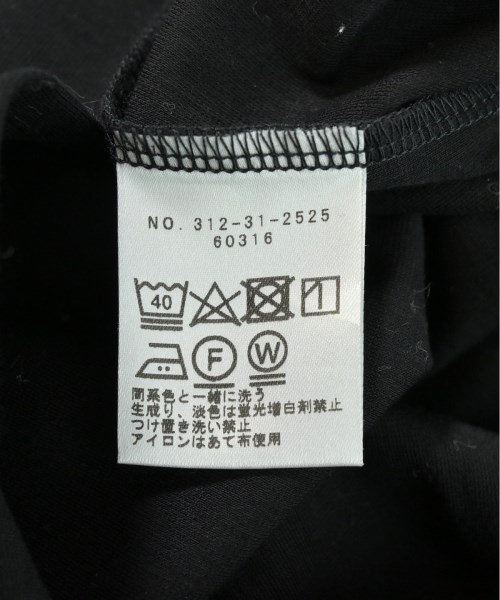 NO. 312-31-2525
60316
40
F W
同系色と一緒に洗う
生成り、淡色は蛍光増白剤禁止
つけ置き洗い禁止
アイロンはあて布使用